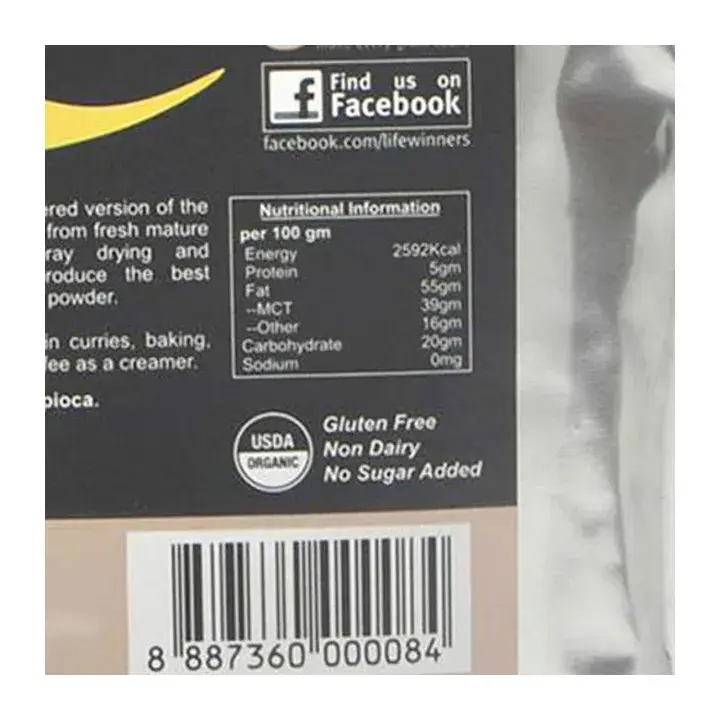 Find us on
Facebook
facebook.com/lifewinners
ered version of the
from fresh mature
ray drying and
roduce the best
powder.
in curries, baking,
fee as a creamer.
pioca.
Nutritional Information
per 100 gm
Energy 2592Kcal
Protein 5gm
Fat 55gm
--MCT 39gm
--Other 16gm
Carbohydrate 20gm
Sodium 0mg
USDA
ORGANIC
Gluten Free
Non Dairy
No Sugar Added
8 887360 000084